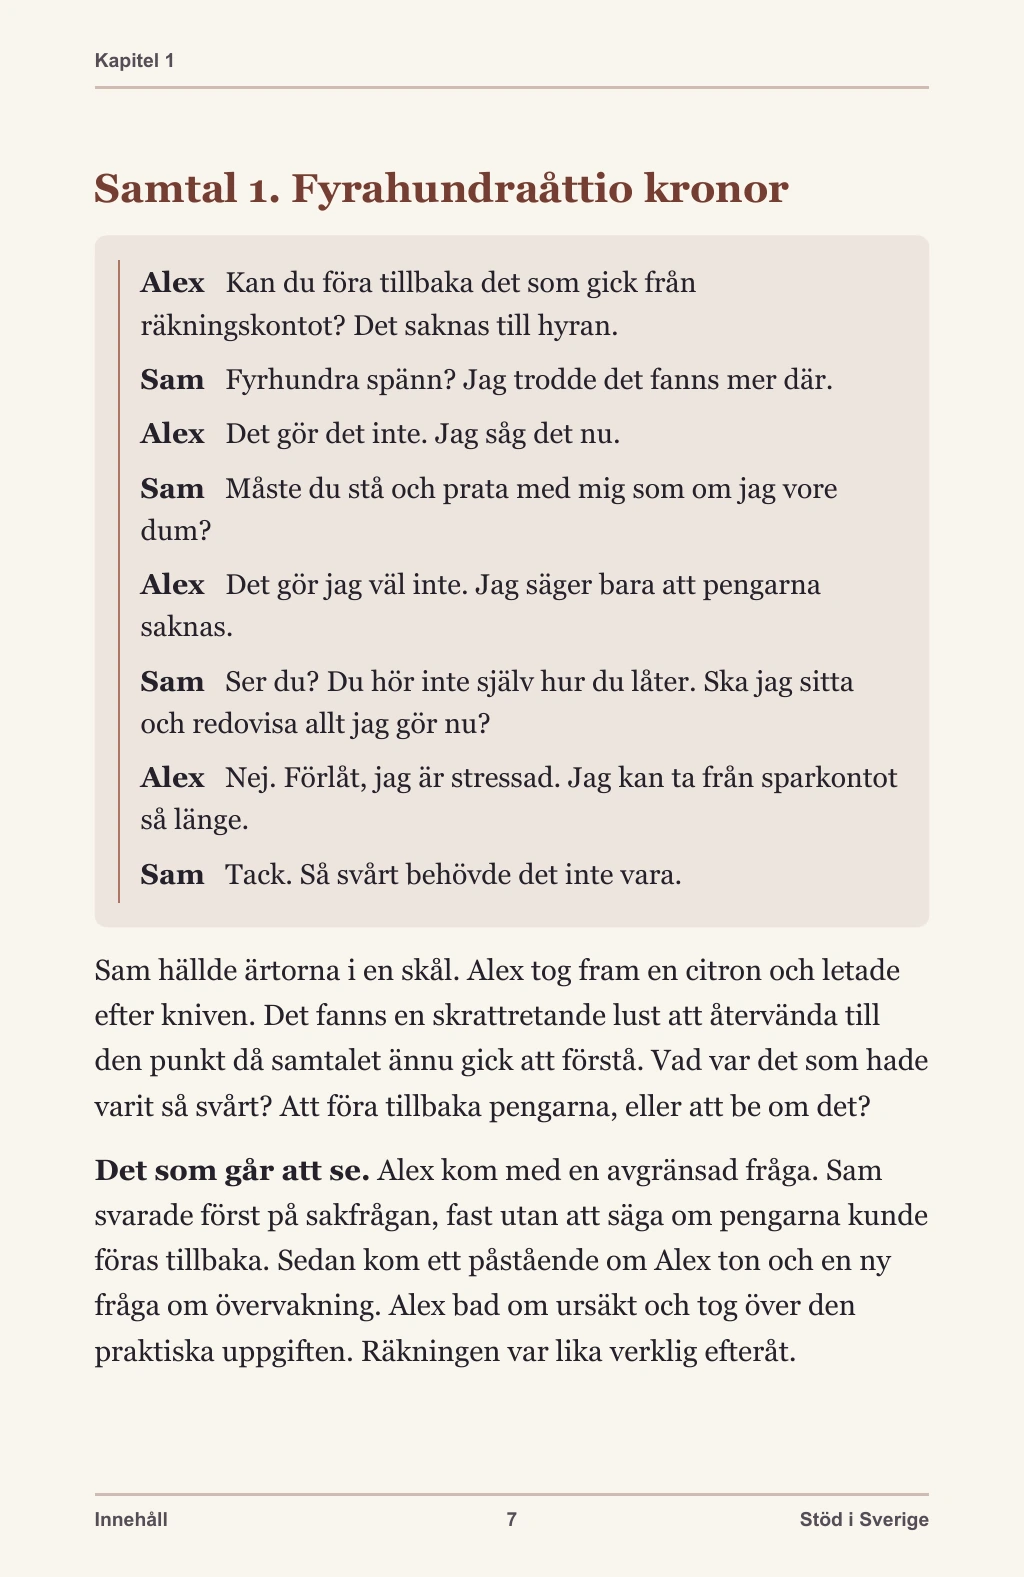 Kapitel 1
Samtal 1. Fyrahundraåttio kronor
Alex Kan du föra tillbaka det som gick från
räkningskontot? Det saknas till hyran.
Sam Fyrhundra spänn? Jag trodde det fanns mer där.
Alex Det gör det inte. Jag såg det nu.
Sam Måste du stå och prata med mig som om jag vore
dum?
Alex Det gör jag väl inte. Jag säger bara att pengarna
saknas.
Sam Ser du? Du hör inte själv hur du låter. Ska jag sitta
och redovisa allt jag gör nu?
Alex Nej. Förlåt, jag är stressad. Jag kan ta från sparkontot
så länge.
Sam Tack. Så svårt behövde det inte vara.
Sam hällde ärtorna i en skål. Alex tog fram en citron och letade
efter kniven. Det fanns en skrattretande lust att återvända till
den punkt då samtalet ännu gick att förstå. Vad var det som hade
varit så svårt? Att föra tillbaka pengarna, eller att be om det?
Det som går att se. Alex kom med en avgränsad fråga. Sam
svarade först på sakfrågan, fast utan att säga om pengarna kunde
föras tillbaka. Sedan kom ett påstående om Alex ton och en ny
fråga om övervakning. Alex bad om ursäkt och tog över den
praktiska uppgiften. Räkningen var lika verklig efteråt.
Innehåll 7 Stöd i Sverige